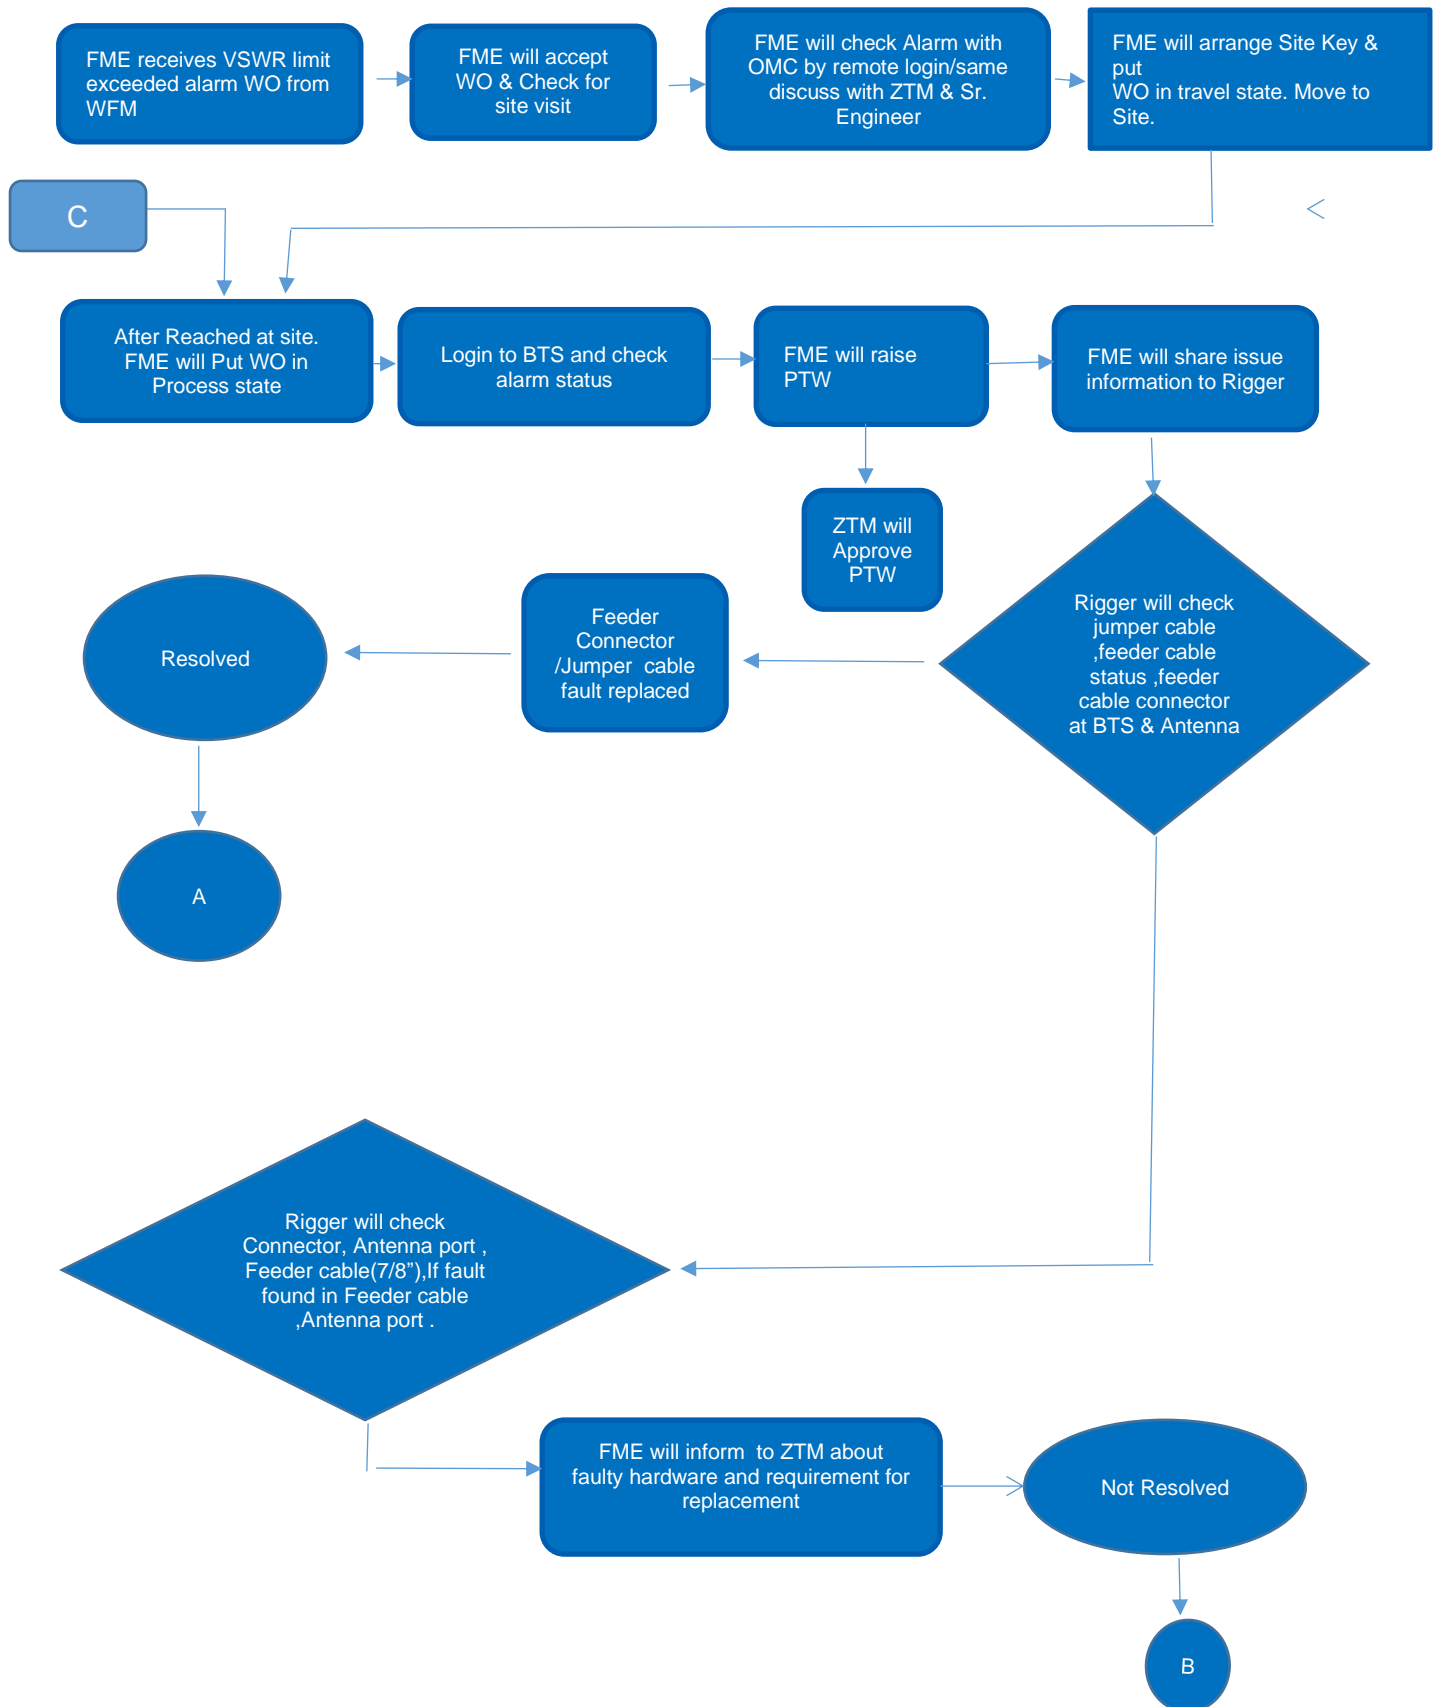 FME receives VSWR limit
exceeded alarm WO from
WFM
FME will accept
WO & Check for
site visit
FME will check Alarm with
OMC by remote login/same
discuss with ZTM & Sr.
Engineer
FME will arrange Site Key &
put
WO in travel state. Move to
Site.
C
After Reached at site.
FME will Put WO in
Process state
Login to BTS and check
alarm status
FME will raise
PTW
FME will share issue
information to Rigger
ZTM will
Approve
PTW
Rigger will check
jumper cable
,feeder cable
status ,feeder
cable connector
at BTS & Antenna
Feeder
Connector
/Jumper  cable
fault replaced
Resolved
A
Rigger will check
Connector, Antenna port ,
Feeder cable(7/8”),If fault
found in Feeder cable
,Antenna port .
FME will inform  to ZTM about
faulty hardware and requirement for
replacement
Not Resolved
B